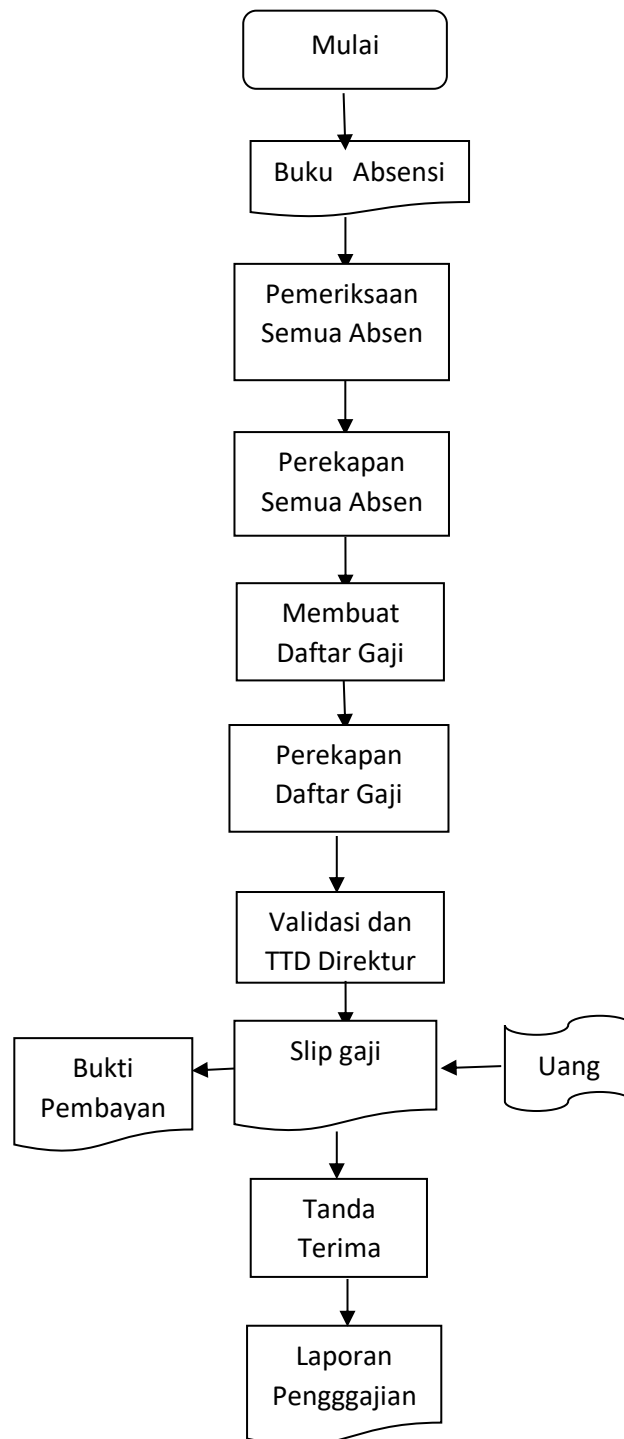 Mulai
Buku Absensi
Pemeriksaan
Semua Absen
Perekapan
Semua Absen
Membuat
Daftar Gaji
Perekapan
Daftar Gaji
Validasi dan
TTD Direktur
Bukti
Pembayan
Slip gaji
Uang
Tanda
Terima
Laporan
Pengggajian